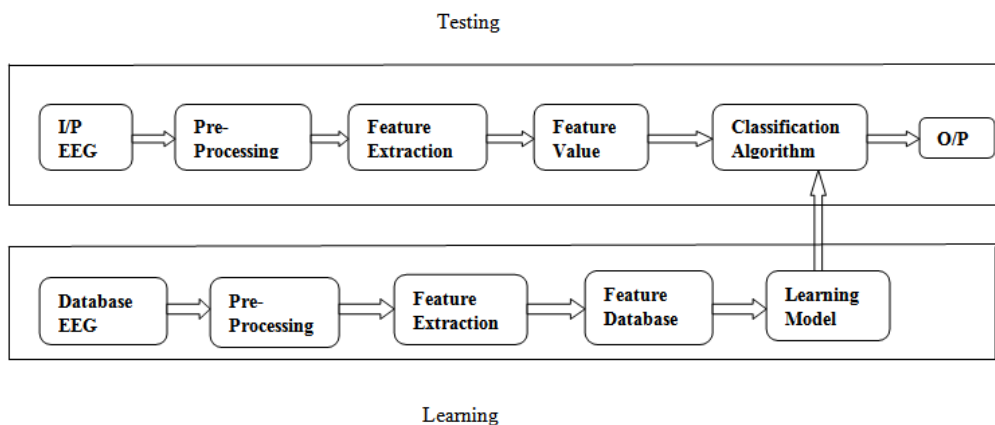 Testing
I/P
EEG
Pre-
Processing
Feature
Extraction
Feature
Value
Classification
Algorithm
O/P
Database
EEG
Pre-
Processing
Feature
Extraction
Feature
Database
Learning
Model
Learning